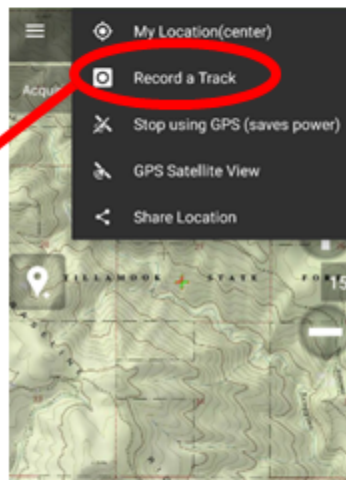 My Location(center)
Record a Track
Acqui
Stop using GPS (saves power)
GPS Satellite View
Share Location
15
TILLAMOOK STATE FOR
BASELINE